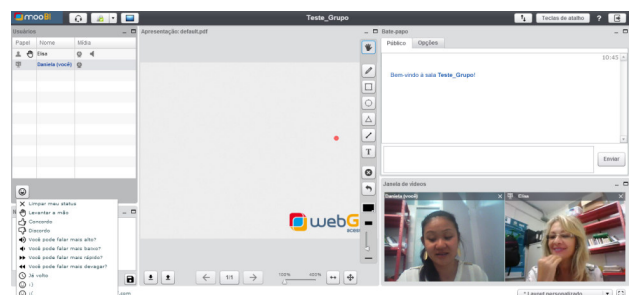 mooBI
Teste_Grupo
Teclas de atalho
?
Usuários
Apresentação: default.pdf
Bate-papo
Papel Nome Mídia
Público Opções
Elisa
Daniela (você)
10:45
Bem-vindo à sala Teste_Grupo!
T
Enviar
Janela de vídeos
Daniela (você)
Elisa
Limpar meu status
Levantar a mão
Concordo
Discordo
Você pode falar mais alto?
Você pode falar mais baixo?
Você pode falar mais rápido?
Você pode falar mais devagar?
Já volto
:-)
:-(
webG
1/1
100%
500%